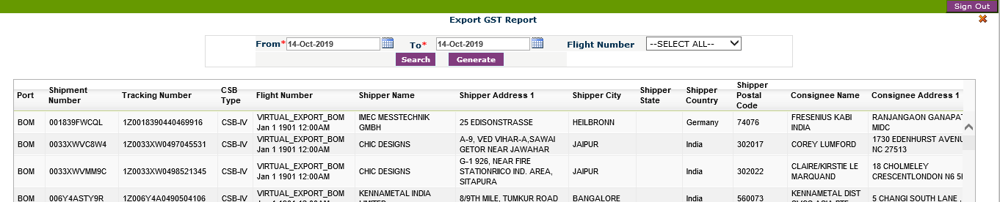 Sign Out
Export GST Report
From* 14-Oct-2019 To* 14-Oct-2019 Flight Number --SELECT ALL--
Search Generate
Port Shipment Number Tracking Number CSB Type Flight Number Shipper Name Shipper Address 1 Shipper City Shipper State Shipper Country Shipper Postal Code Consignee Name Consignee Address 1
BOM 001839FWCQL 1Z0018390440469916 CSB-IV VIRTUAL_EXPORT_BOM Jan 1 1901 12:00AM IMEC MESSTECHNIK GMBH 25 EDISONSTRASSE HEILBRONN Germany 74076 FRESENIUS KABI INDIA RANJANGAON GANAPAT MIDC
BOM 0033XWVC8W4 1Z0033XW0497045531 CSB-IV VIRTUAL_EXPORT_BOM Jan 1 1901 12:00AM CHIC DESIGNS A-9, VED VIHAR-A,SAWAI GETOR NEAR JAWAHAR JAIPUR India 302017 COREY LUMFORD 1730 EDENHURST AVENU NC 27513
BOM 0033XWVMM9C 1Z0033XW0498521345 CSB-IV VIRTUAL_EXPORT_BOM Jan 1 1901 12:00AM CHIC DESIGNS G-1 926, NEAR FIRE STATIONRIICO IND. AREA, SITAPURA JAIPUR India 302022 CLAIRE/KIRSTIE LE MARQUAND 18 CHOLMELEY CRESCENTLONDON N6 5
BOM 006Y4ASTY9R 1Z006Y4A0490504106 CSB-IV VIRTUAL_EXPORT_BOM KENNAMETAL INDIA 8/9TH MILE, TUMKUR ROAD BANGALORE India 560073 KENNAMETAL DIST 5 CHANGI SOUTH LANE